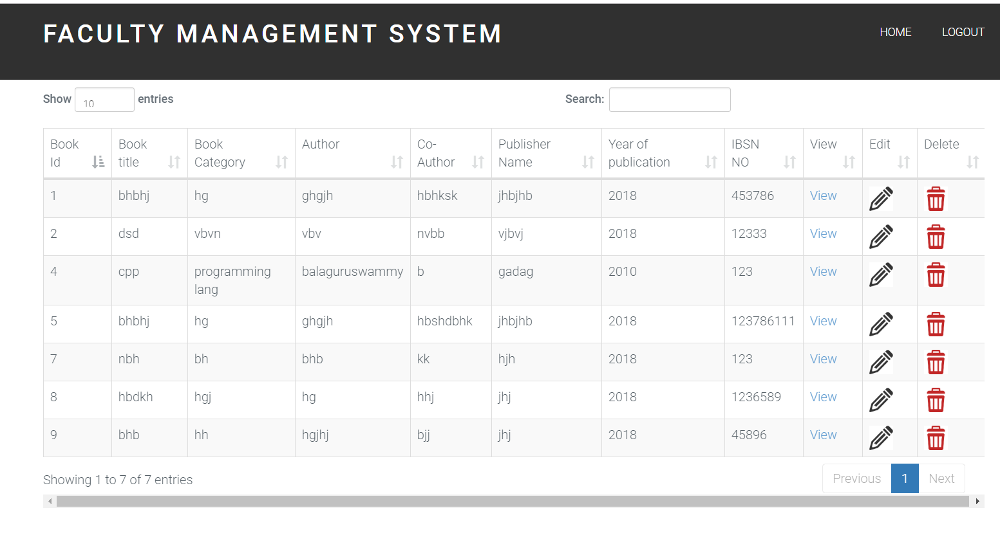 FACULTY MANAGEMENT SYSTEM HOME LOGOUT
Show 10 entries Search:
Book Id Book title Book Category Author Co-Author Publisher Name Year of publication IBSN NO View Edit Delete
1 bhbhj hg ghgjh hbhksk jhbjhb 2018 453786 View
2 dsd vbvn vbv nvbb vjbvj 2018 12333 View
4 cpp programming lang balaguruswammy b gadag 2010 123 View
5 bhbhj hg ghgjh hbshdbhk jhbjhb 2018 123786111 View
7 nbh bh bhb kk hjh 2018 123 View
8 hbdkh hgj hg hhj jhj 2018 1236589 View
9 bhb hh hgjhj bjj jhj 2018 45896 View
Showing 1 to 7 of 7 entries Previous 1 Next